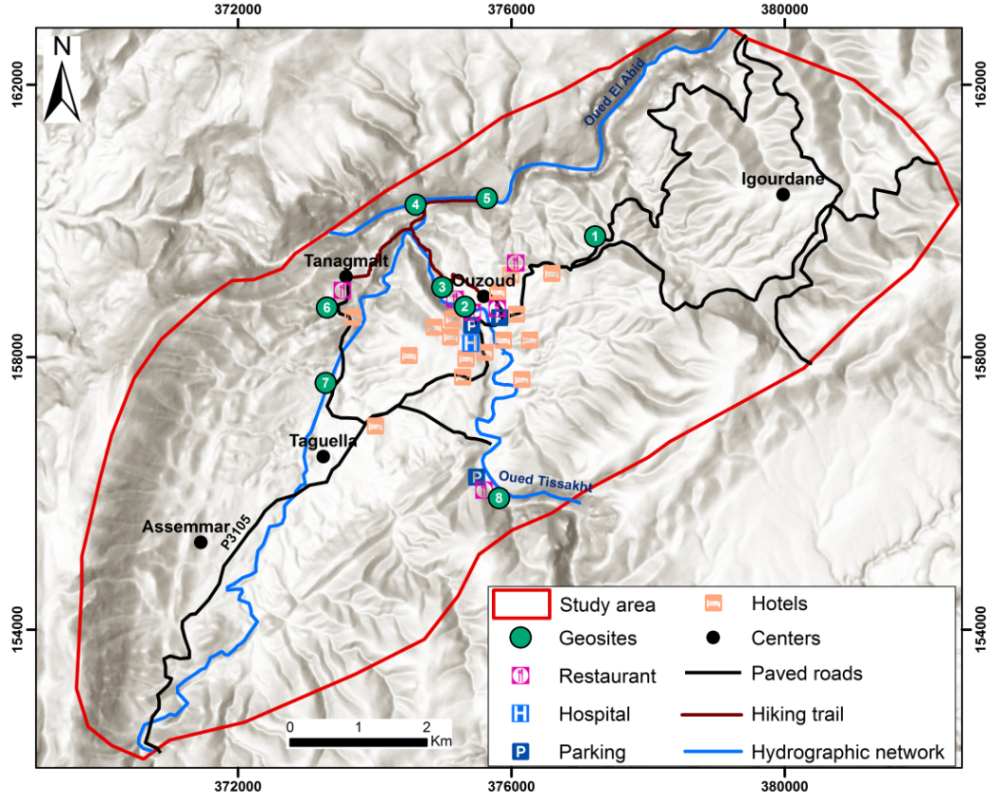 372000 376000 380000
N
162000 162000
Oued El Abid
Igourdane
5
4
1
Tanagmalt
3 Ouzoud
6 2
P P
H
158000 158000
7
Taguella
P Oued Tissakht
8
Assemmar
P3105
Study area Hotels
Geosites Centers
154000 154000
Restaurant Paved roads
H Hospital Hiking trail
P Parking Hydrographic network
0 1 2
Km
372000 376000 380000